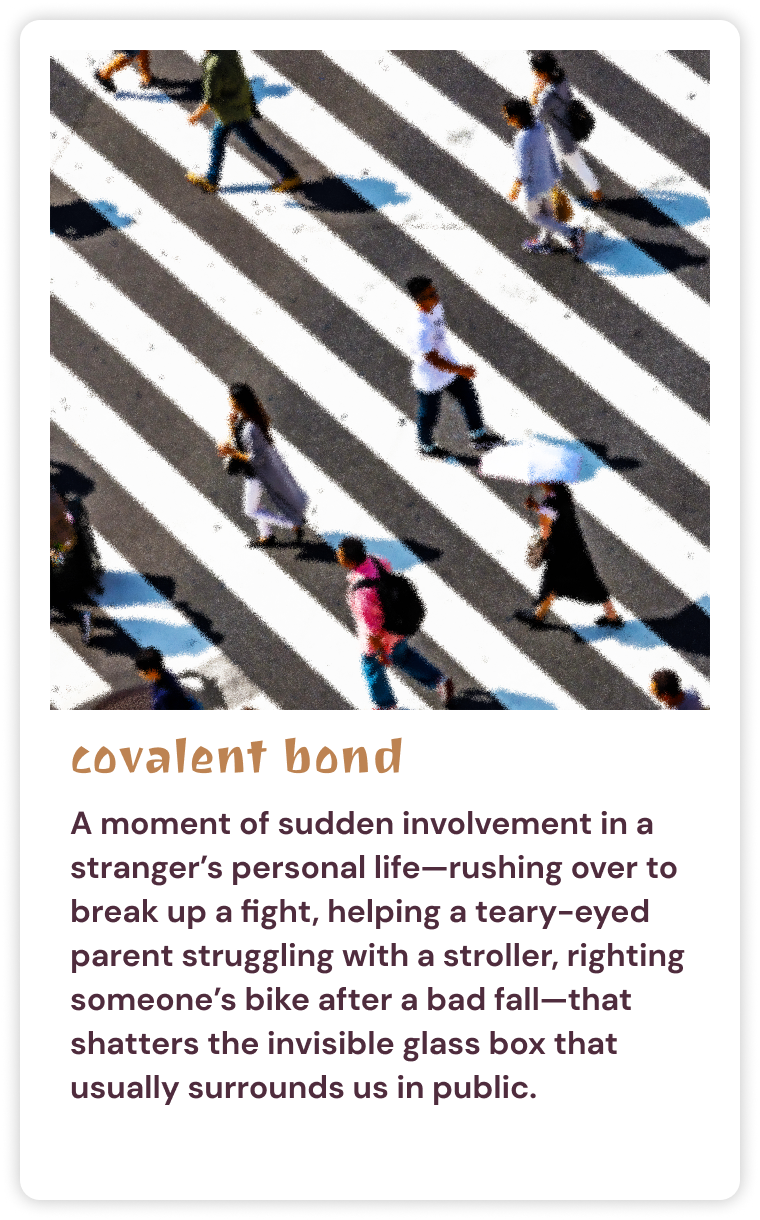 covalent bond
A moment of sudden involvement in a
stranger’s personal life—rushing over to
break up a fight, helping a teary-eyed
parent struggling with a stroller, righting
someone’s bike after a bad fall—that
shatters the invisible glass box that
usually surrounds us in public.